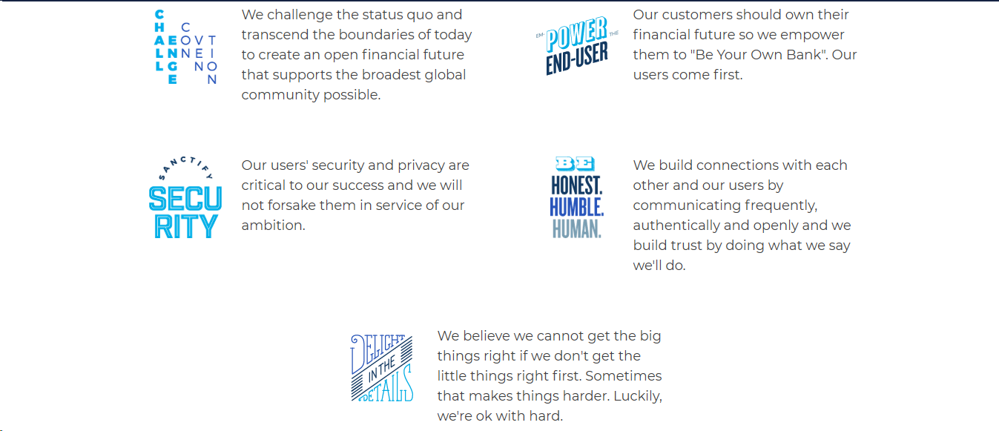 CHALLENGE
CONVENTION
We challenge the status quo and
transcend the boundaries of today
to create an open financial future
that supports the broadest global
community possible.
EM-POWER THE
END-USER
Our customers should own their
financial future so we empower
them to "Be Your Own Bank". Our
users come first.
SANCTIFY
SECU
RITY
Our users' security and privacy are
critical to our success and we will
not forsake them in service of our
ambition.
BE
HONEST.
HUMBLE.
HUMAN.
We build connections with each
other and our users by
communicating frequently,
authentically and openly and we
build trust by doing what we say
we'll do.
DELIGHT
IN THE
DETAILS
We believe we cannot get the big
things right if we don't get the
little things right first. Sometimes
that makes things harder. Luckily,
we're ok with hard.